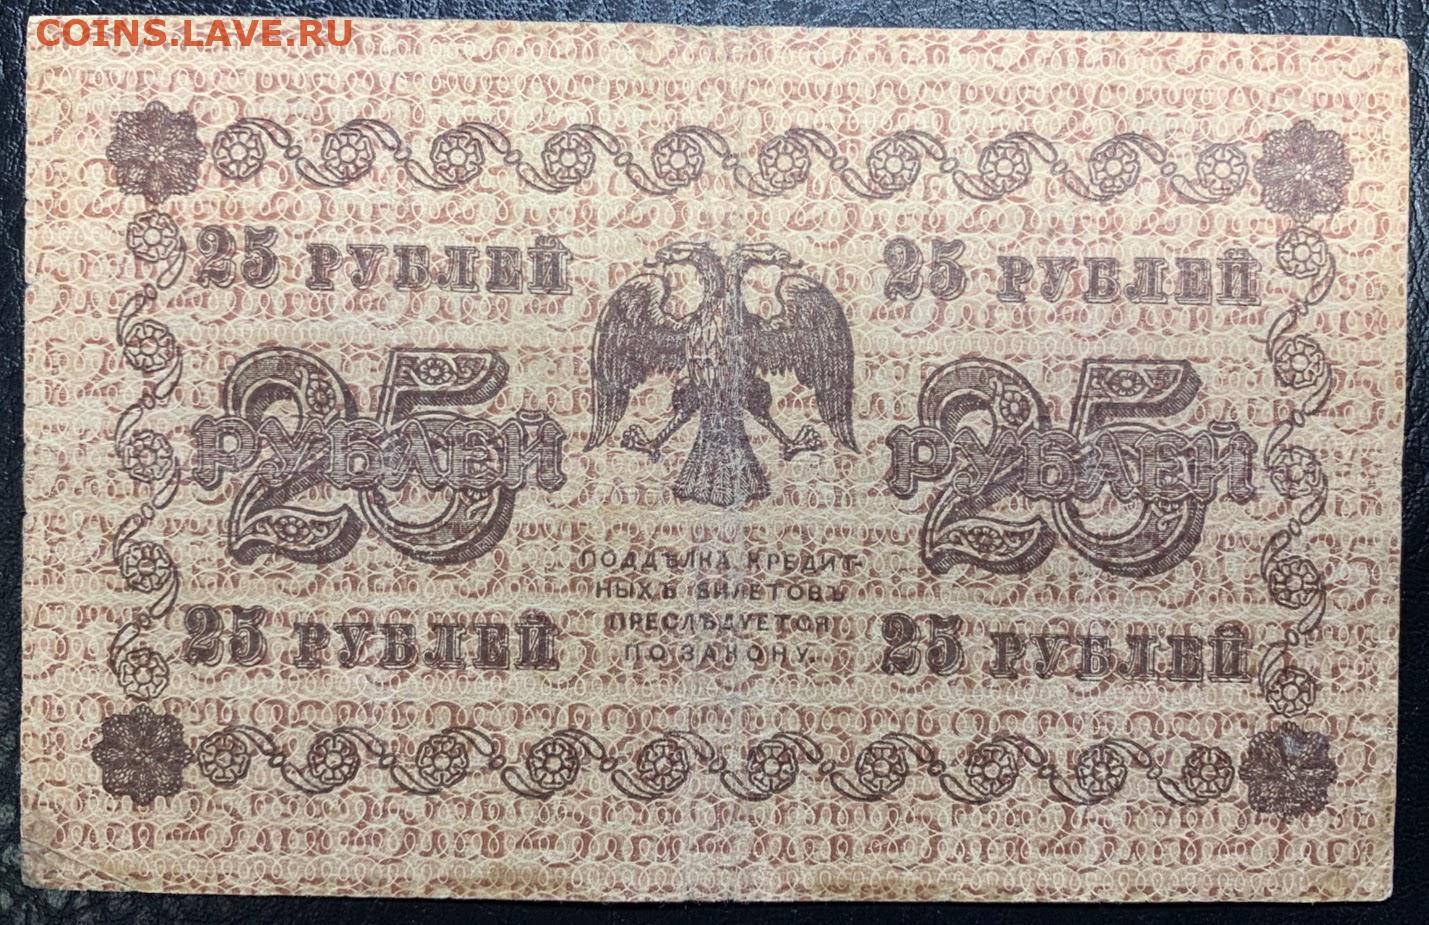 COINS.LAVE.RU
25 РУБЛЕЙ
25 РУБЛЕЙ
25
РУБЛЕЙ
25
РУБЛЕЙ
ПОДДѢЛКА КРЕДИТ-
НЫХЪ БИЛЕТОВЪ
ПРЕСЛѢДУЕТСЯ
ПО ЗАКОНУ.
25 РУБЛЕЙ
25 РУБЛЕЙ